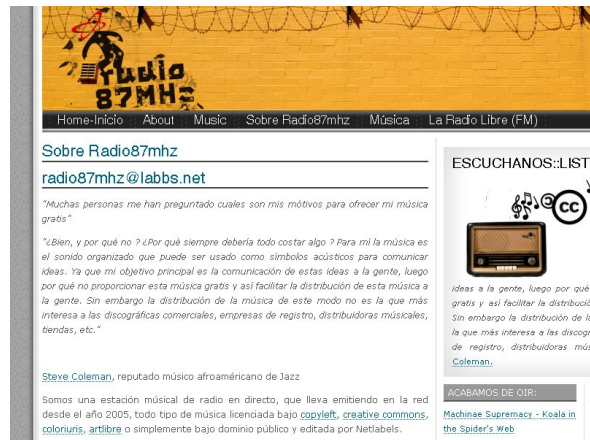 radio
87MHz
Home-Inicio About Music Sobre Radio87mhz Música La Radio Libre (FM)
Sobre Radio87mhz
radio87mhz@labbs.net
"Muchas personas me han preguntado cuales son mis mótivos para ofrecer mi música
gratis"
"¿Bien, y por qué no ? ¿Por qué siempre debería todo costar algo ? Para mí la música es
el sonido organizado que puede ser usado como símbolos acústicos para comunicar
ideas. Ya que mi objetivo principal es la comunicación de estas ideas a la gente, luego
por qué no proporcionar esta música gratis y así facilitar la distribución de esta música a
la gente. Sin embargo la distribución de la música de este modo no es la que más
interesa a las discográficas comerciales, empresas de registro, distribuidoras músicales,
tiendas, etc."
Steve Coleman, reputado músico afroaméricano de Jazz
Somos una estación músical de radio en directo, que lleva emitiendo en la red
desde el año 2005, todo tipo de música licenciada bajo copyleft, creative commons,
coloriuris, artlibre o simplemente bajo dominio público y editada por Netlabels.
ESCUCHANOS::LIST
cc
ideas a la gente, luego por qué
gratis y así facilitar la distribució
Sin embargo la distribución de l
la que más interesa a las discogr
de registro, distribuidoras mús
Coleman.
ACABAMOS DE OIR:
Machinae Supremacy - Koala in
the Spider's Web